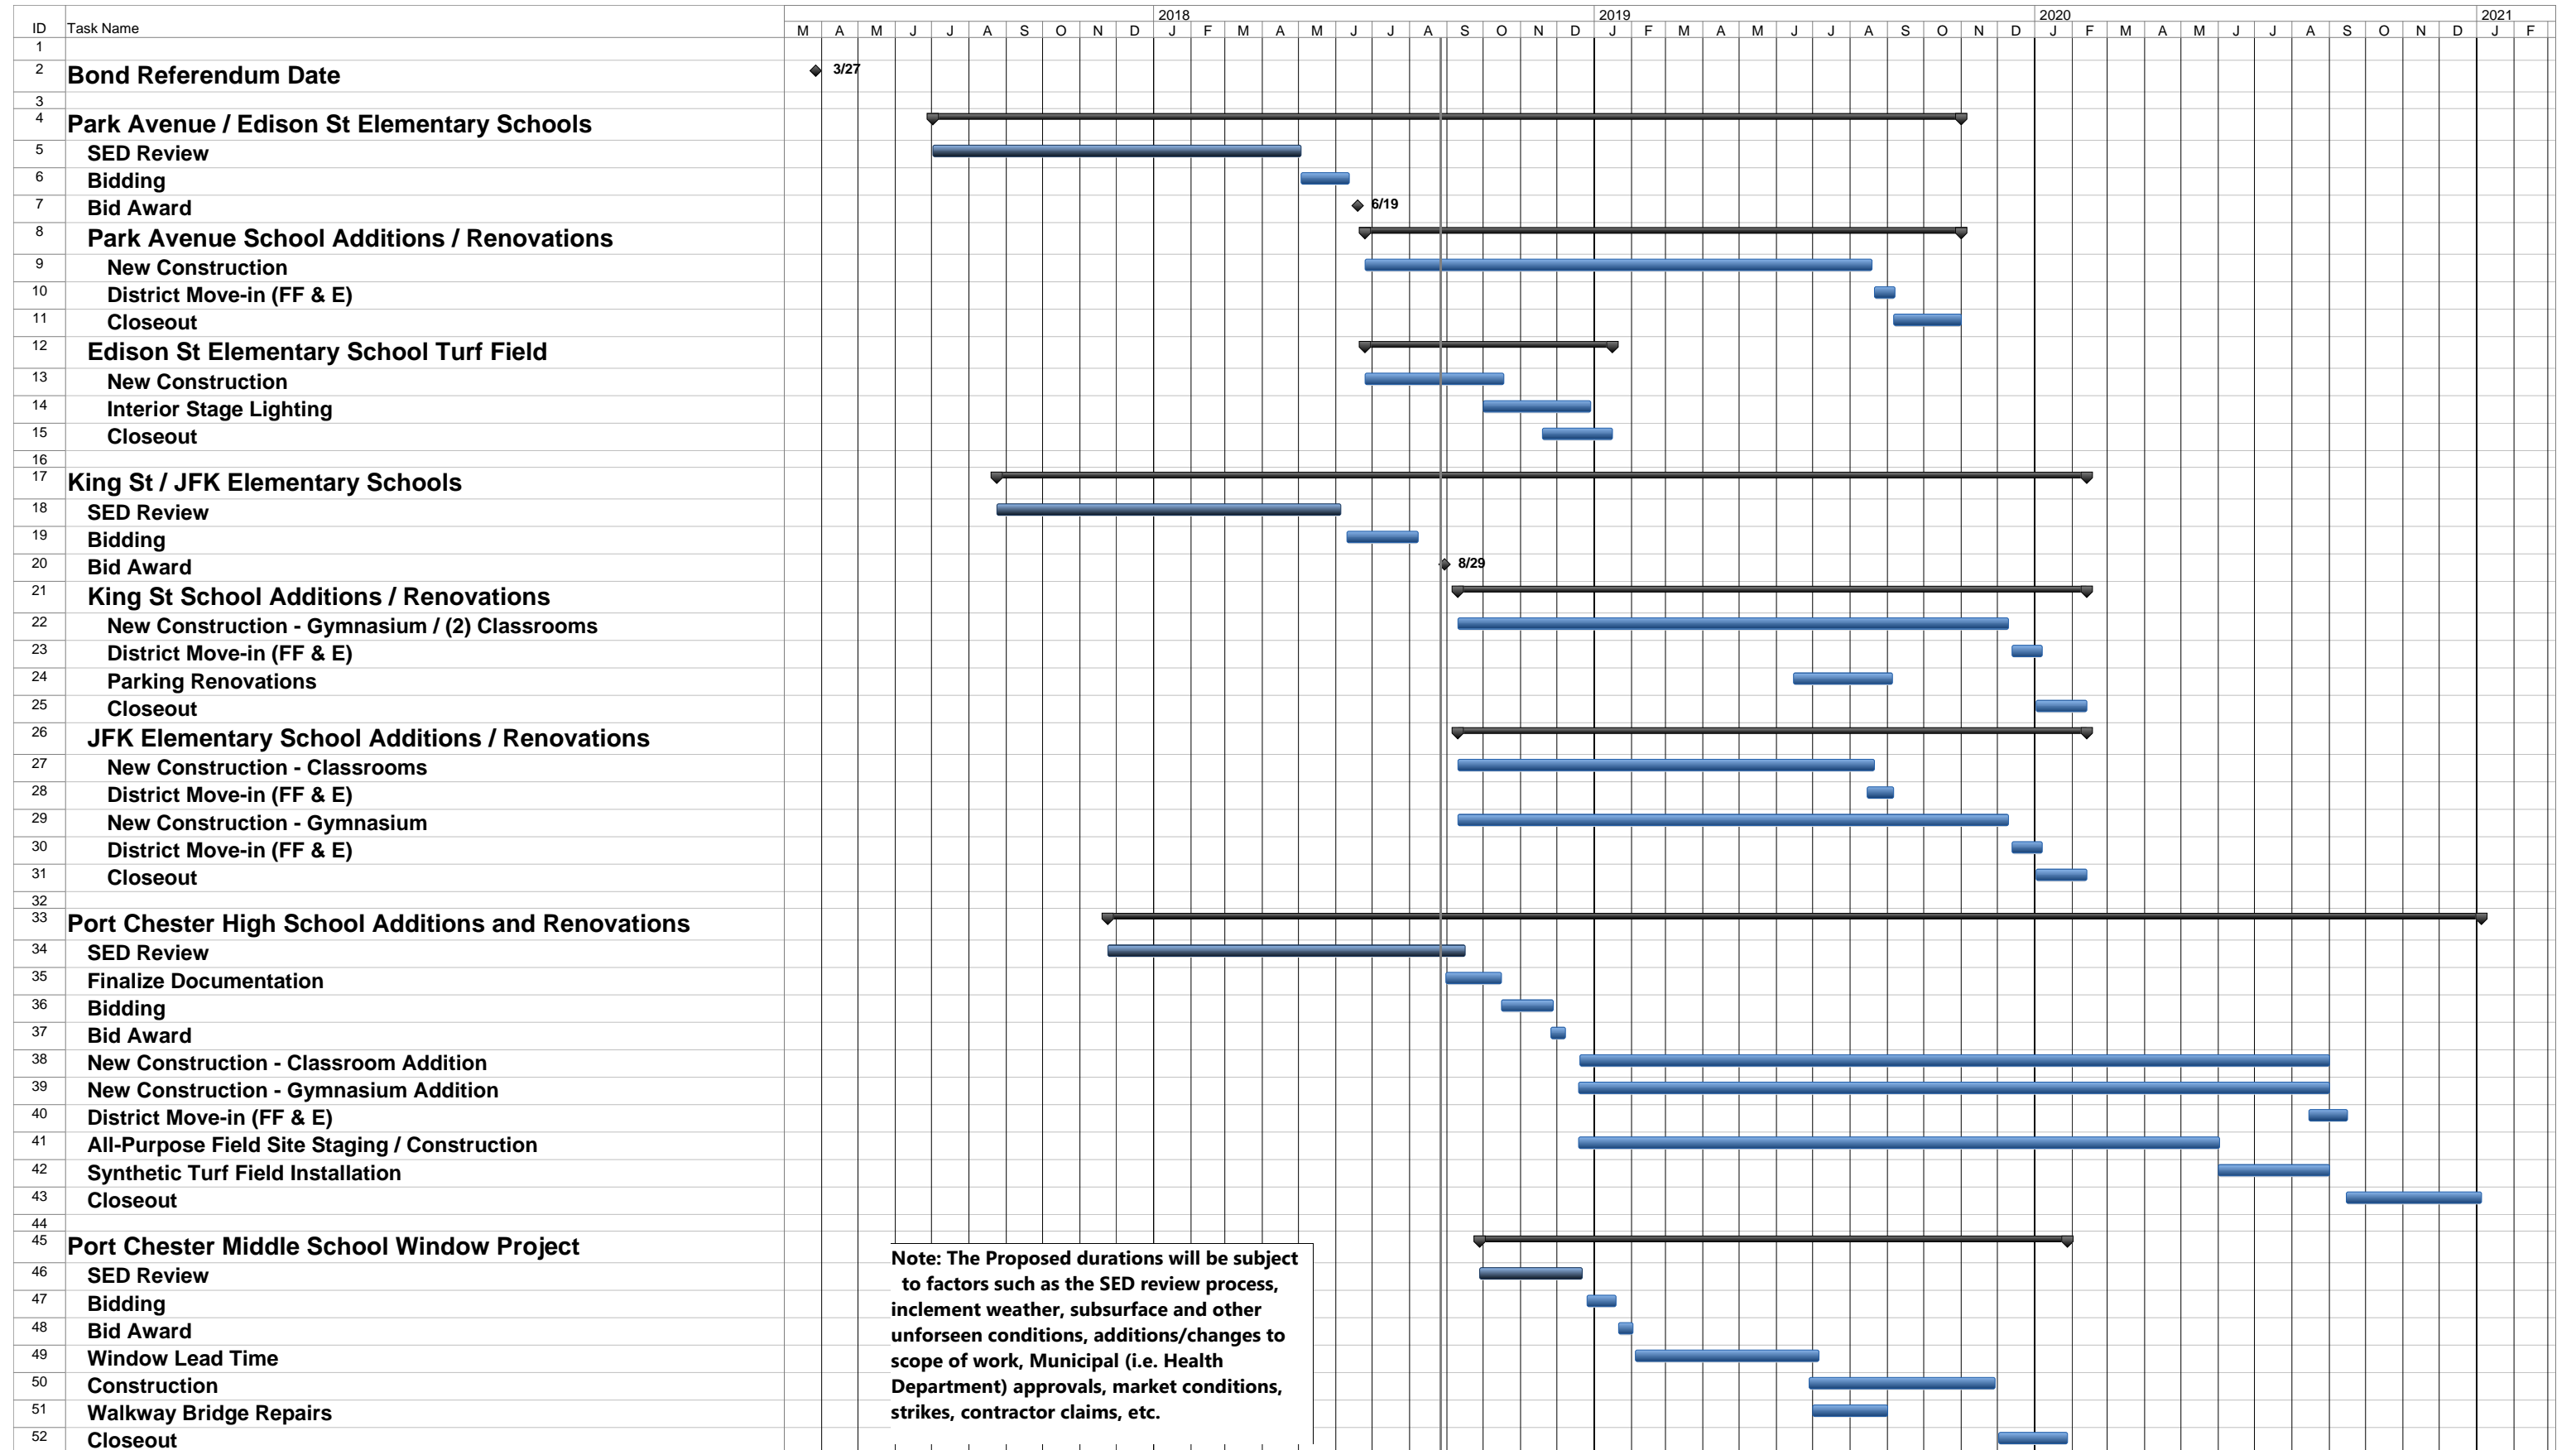 2018 2019 2020 2021
ID Task Name M A M J J A S O N D J F M A M J J A S O N D J F M A M J J A S O N D J F M A M J J A S O N D J F
1
2 Bond Referendum Date 3/27
3
4 Park Avenue / Edison St Elementary Schools
5 SED Review
6 Bidding
7 Bid Award 6/19
8 Park Avenue School Additions / Renovations
9 New Construction
10 District Move-in (FF & E)
11 Closeout
12 Edison St Elementary School Turf Field
13 New Construction
14 Interior Stage Lighting
15 Closeout
16
17 King St / JFK Elementary Schools
18 SED Review
19 Bidding
20 Bid Award 8/29
21 King St School Additions / Renovations
22 New Construction - Gymnasium / (2) Classrooms
23 District Move-in (FF & E)
24 Parking Renovations
25 Closeout
26 JFK Elementary School Additions / Renovations
27 New Construction - Classrooms
28 District Move-in (FF & E)
29 New Construction - Gymnasium
30 District Move-in (FF & E)
31 Closeout
32
33 Port Chester High School Additions and Renovations
34 SED Review
35 Finalize Documentation
36 Bidding
37 Bid Award
38 New Construction - Classroom Addition
39 New Construction - Gymnasium Addition
40 District Move-in (FF & E)
41 All-Purpose Field Site Staging / Construction
42 Synthetic Turf Field Installation
43 Closeout
44
45 Port Chester Middle School Window Project
46 SED Review
47 Bidding
48 Bid Award
49 Window Lead Time
50 Construction
51 Walkway Bridge Repairs
52 Closeout
Note: The Proposed durations will be subject
to factors such as the SED review process,
inclement weather, subsurface and other
unforseen conditions, additions/changes to
scope of work, Municipal (i.e. Health
Department) approvals, market conditions,
strikes, contractor claims, etc.